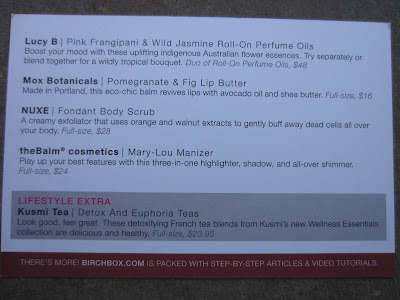 Lucy B | Pink Frangipani & Wild Jasmine Roll-On Perfume Oils
Boost your mood with these uplifting indigenous Australian flower essences. Try separately or
blend together for a wildly tropical bouquet. Duo of Roll-On Perfume Oils, $48
Mox Botanicals | Pomegranate & Fig Lip Butter
Made in Portland, this eco-chic balm revives lips with avocado oil and shea butter. Full-size, $16
NUXE | Fondant Body Scrub
A creamy exfoliator that uses orange and walnut extracts to gently buff away dead cells all over
your body. Full-size, $28
theBalm® cosmetics | Mary-Lou Manizer
Play up your best features with this three-in-one highlighter, shadow, and all-over shimmer.
Full-size, $24
LIFESTYLE EXTRA
Kusmi Tea | Detox And Euphoria Teas
Look good, feel great. These detoxifying French tea blends from Kusmi's new Wellness Essentials
collection are delicious and healthy. Full-size, $23.95
THERE'S MORE! BIRCHBOX.COM IS PACKED WITH STEP-BY-STEP ARTICLES & VIDEO TUTORIALS.